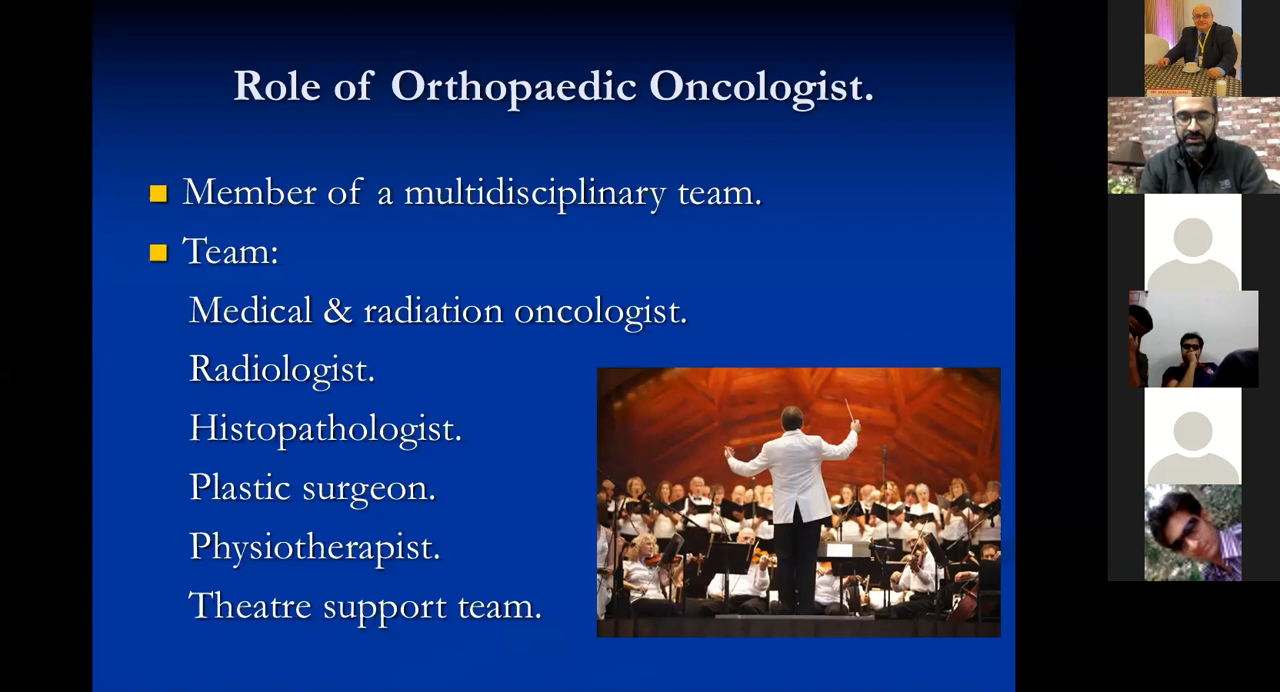 Role of Orthopaedic Oncologist.
Member of a multidisciplinary team.
Team:
Medical & radiation oncologist.
Radiologist.
Histopathologist.
Plastic surgeon.
Physiotherapist.
Theatre support team.